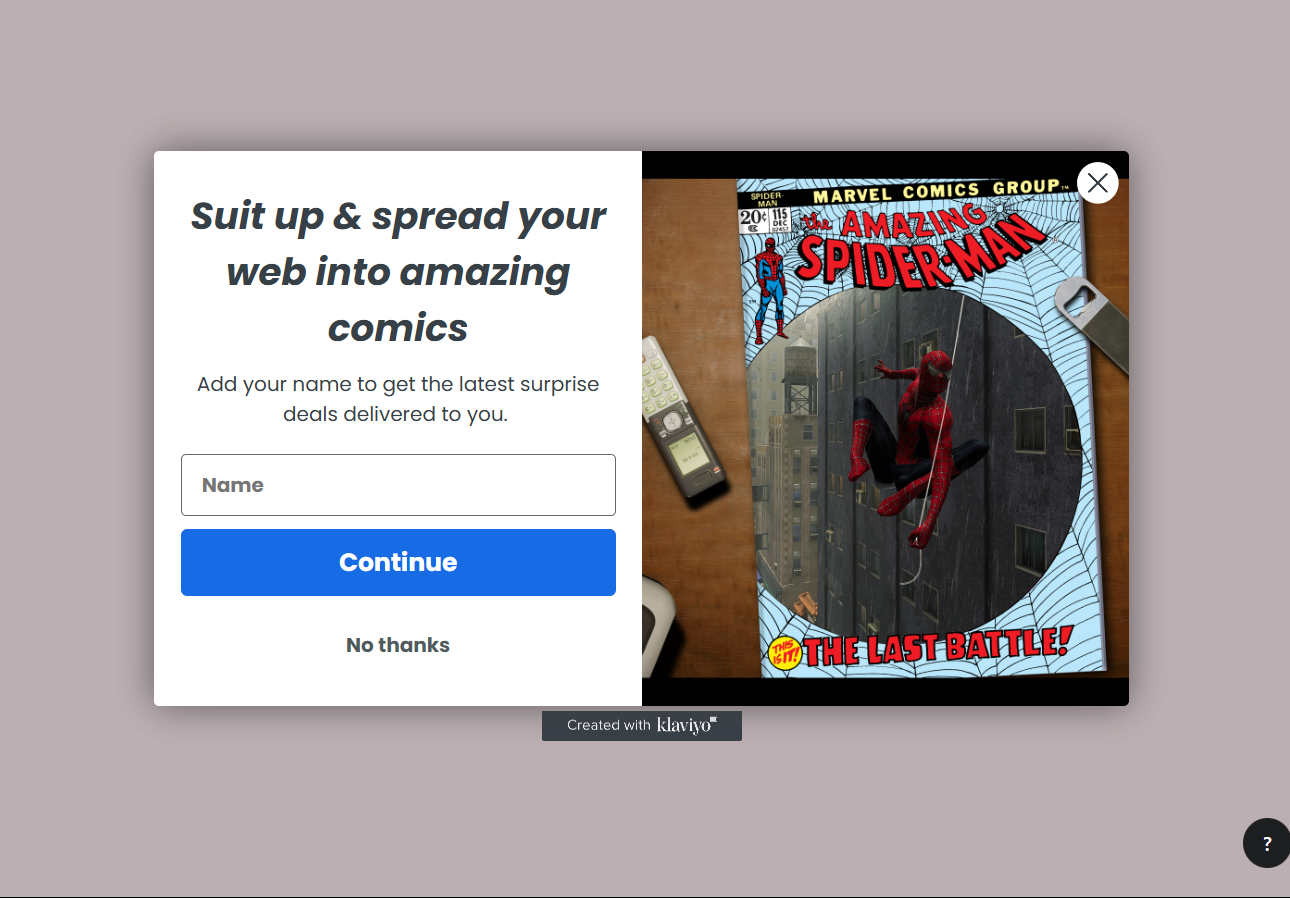 Suit up & spread your
web into amazing
comics
Add your name to get the latest surprise
deals delivered to you.
Name
Continue
No thanks
SPIDER-
MAN
MARVEL COMICS GROUP™
20¢
115
DEC
02457
the AMAZING
SPIDER-MAN
THIS
IS IT!
THE LAST BATTLE!
Created with klaviyo
?